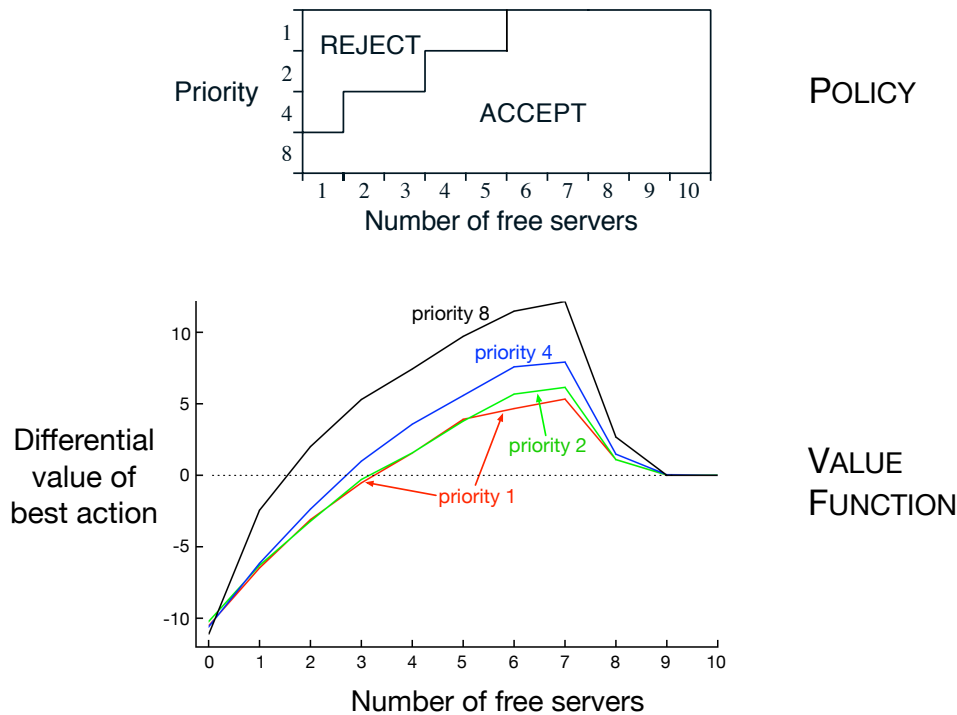 1
REJECT
2
Priority
4
ACCEPT
8
1 2 3 4 5 6 7 8 9 10
Number of free servers
POLICY
priority 8
10
priority 4
5
priority 2
Differential
value of
best action
0
priority 1
-5
-10
0 1 2 3 4 5 6 7 8 9 10
Number of free servers
VALUE
FUNCTION